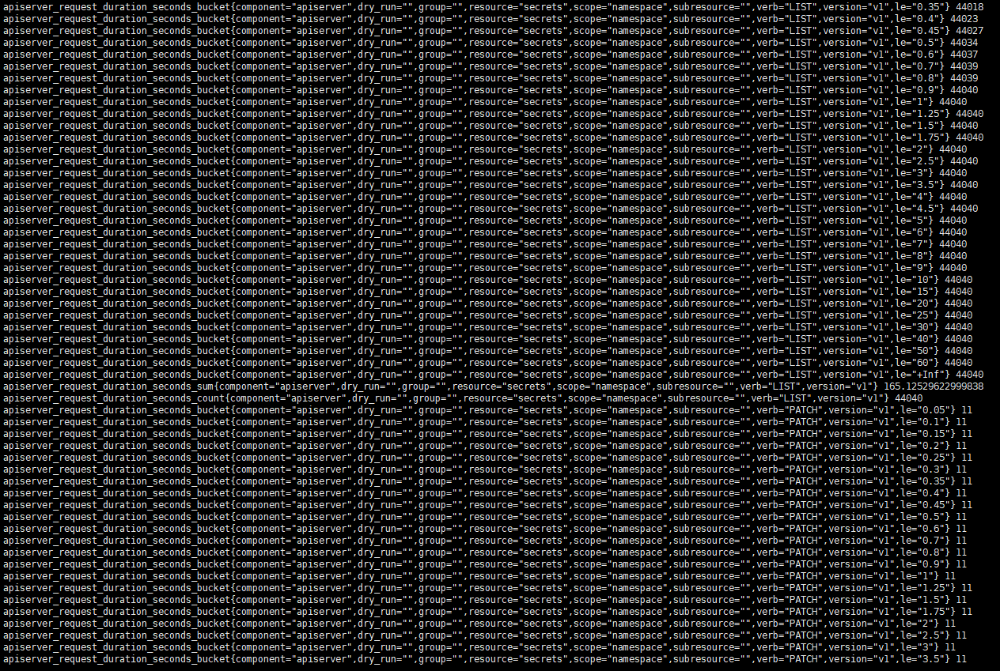 apiserver_request_duration_seconds_bucket{component="apiserver",dry_run="",group="",resource="secrets",scope="namespace",subresource="",verb="LIST",version="v1",le="0.35"} 44018
apiserver_request_duration_seconds_bucket{component="apiserver",dry_run="",group="",resource="secrets",scope="namespace",subresource="",verb="LIST",version="v1",le="0.4"} 44023
apiserver_request_duration_seconds_bucket{component="apiserver",dry_run="",group="",resource="secrets",scope="namespace",subresource="",verb="LIST",version="v1",le="0.45"} 44027
apiserver_request_duration_seconds_bucket{component="apiserver",dry_run="",group="",resource="secrets",scope="namespace",subresource="",verb="LIST",version="v1",le="0.5"} 44034
apiserver_request_duration_seconds_bucket{component="apiserver",dry_run="",group="",resource="secrets",scope="namespace",subresource="",verb="LIST",version="v1",le="0.6"} 44037
apiserver_request_duration_seconds_bucket{component="apiserver",dry_run="",group="",resource="secrets",scope="namespace",subresource="",verb="LIST",version="v1",le="0.7"} 44039
apiserver_request_duration_seconds_bucket{component="apiserver",dry_run="",group="",resource="secrets",scope="namespace",subresource="",verb="LIST",version="v1",le="0.8"} 44039
apiserver_request_duration_seconds_bucket{component="apiserver",dry_run="",group="",resource="secrets",scope="namespace",subresource="",verb="LIST",version="v1",le="0.9"} 44040
apiserver_request_duration_seconds_bucket{component="apiserver",dry_run="",group="",resource="secrets",scope="namespace",subresource="",verb="LIST",version="v1",le="1"} 44040
apiserver_request_duration_seconds_bucket{component="apiserver",dry_run="",group="",resource="secrets",scope="namespace",subresource="",verb="LIST",version="v1",le="1.25"} 44040
apiserver_request_duration_seconds_bucket{component="apiserver",dry_run="",group="",resource="secrets",scope="namespace",subresource="",verb="LIST",version="v1",le="1.5"} 44040
apiserver_request_duration_seconds_bucket{component="apiserver",dry_run="",group="",resource="secrets",scope="namespace",subresource="",verb="LIST",version="v1",le="1.75"} 44040
apiserver_request_duration_seconds_bucket{component="apiserver",dry_run="",group="",resource="secrets",scope="namespace",subresource="",verb="LIST",version="v1",le="2"} 44040
apiserver_request_duration_seconds_bucket{component="apiserver",dry_run="",group="",resource="secrets",scope="namespace",subresource="",verb="LIST",version="v1",le="2.5"} 44040
apiserver_request_duration_seconds_bucket{component="apiserver",dry_run="",group="",resource="secrets",scope="namespace",subresource="",verb="LIST",version="v1",le="3"} 44040
apiserver_request_duration_seconds_bucket{component="apiserver",dry_run="",group="",resource="secrets",scope="namespace",subresource="",verb="LIST",version="v1",le="3.5"} 44040
apiserver_request_duration_seconds_bucket{component="apiserver",dry_run="",group="",resource="secrets",scope="namespace",subresource="",verb="LIST",version="v1",le="4"} 44040
apiserver_request_duration_seconds_bucket{component="apiserver",dry_run="",group="",resource="secrets",scope="namespace",subresource="",verb="LIST",version="v1",le="4.5"} 44040
apiserver_request_duration_seconds_bucket{component="apiserver",dry_run="",group="",resource="secrets",scope="namespace",subresource="",verb="LIST",version="v1",le="5"} 44040
apiserver_request_duration_seconds_bucket{component="apiserver",dry_run="",group="",resource="secrets",scope="namespace",subresource="",verb="LIST",version="v1",le="6"} 44040
apiserver_request_duration_seconds_bucket{component="apiserver",dry_run="",group="",resource="secrets",scope="namespace",subresource="",verb="LIST",version="v1",le="7"} 44040
apiserver_request_duration_seconds_bucket{component="apiserver",dry_run="",group="",resource="secrets",scope="namespace",subresource="",verb="LIST",version="v1",le="8"} 44040
apiserver_request_duration_seconds_bucket{component="apiserver",dry_run="",group="",resource="secrets",scope="namespace",subresource="",verb="LIST",version="v1",le="9"} 44040
apiserver_request_duration_seconds_bucket{component="apiserver",dry_run="",group="",resource="secrets",scope="namespace",subresource="",verb="LIST",version="v1",le="10"} 44040
apiserver_request_duration_seconds_bucket{component="apiserver",dry_run="",group="",resource="secrets",scope="namespace",subresource="",verb="LIST",version="v1",le="15"} 44040
apiserver_request_duration_seconds_bucket{component="apiserver",dry_run="",group="",resource="secrets",scope="namespace",subresource="",verb="LIST",version="v1",le="20"} 44040
apiserver_request_duration_seconds_bucket{component="apiserver",dry_run="",group="",resource="secrets",scope="namespace",subresource="",verb="LIST",version="v1",le="25"} 44040
apiserver_request_duration_seconds_bucket{component="apiserver",dry_run="",group="",resource="secrets",scope="namespace",subresource="",verb="LIST",version="v1",le="30"} 44040
apiserver_request_duration_seconds_bucket{component="apiserver",dry_run="",group="",resource="secrets",scope="namespace",subresource="",verb="LIST",version="v1",le="40"} 44040
apiserver_request_duration_seconds_bucket{component="apiserver",dry_run="",group="",resource="secrets",scope="namespace",subresource="",verb="LIST",version="v1",le="50"} 44040
apiserver_request_duration_seconds_bucket{component="apiserver",dry_run="",group="",resource="secrets",scope="namespace",subresource="",verb="LIST",version="v1",le="60"} 44040
apiserver_request_duration_seconds_bucket{component="apiserver",dry_run="",group="",resource="secrets",scope="namespace",subresource="",verb="LIST",version="v1",le="+Inf"} 44040
apiserver_request_duration_seconds_sum{component="apiserver",dry_run="",group="",resource="secrets",scope="namespace",subresource="",verb="LIST",version="v1"} 165.12529622999838
apiserver_request_duration_seconds_count{component="apiserver",dry_run="",group="",resource="secrets",scope="namespace",subresource="",verb="LIST",version="v1"} 44040
apiserver_request_duration_seconds_bucket{component="apiserver",dry_run="",group="",resource="secrets",scope="namespace",subresource="",verb="PATCH",version="v1",le="0.05"} 11
apiserver_request_duration_seconds_bucket{component="apiserver",dry_run="",group="",resource="secrets",scope="namespace",subresource="",verb="PATCH",version="v1",le="0.1"} 11
apiserver_request_duration_seconds_bucket{component="apiserver",dry_run="",group="",resource="secrets",scope="namespace",subresource="",verb="PATCH",version="v1",le="0.15"} 11
apiserver_request_duration_seconds_bucket{component="apiserver",dry_run="",group="",resource="secrets",scope="namespace",subresource="",verb="PATCH",version="v1",le="0.2"} 11
apiserver_request_duration_seconds_bucket{component="apiserver",dry_run="",group="",resource="secrets",scope="namespace",subresource="",verb="PATCH",version="v1",le="0.25"} 11
apiserver_request_duration_seconds_bucket{component="apiserver",dry_run="",group="",resource="secrets",scope="namespace",subresource="",verb="PATCH",version="v1",le="0.3"} 11
apiserver_request_duration_seconds_bucket{component="apiserver",dry_run="",group="",resource="secrets",scope="namespace",subresource="",verb="PATCH",version="v1",le="0.35"} 11
apiserver_request_duration_seconds_bucket{component="apiserver",dry_run="",group="",resource="secrets",scope="namespace",subresource="",verb="PATCH",version="v1",le="0.4"} 11
apiserver_request_duration_seconds_bucket{component="apiserver",dry_run="",group="",resource="secrets",scope="namespace",subresource="",verb="PATCH",version="v1",le="0.45"} 11
apiserver_request_duration_seconds_bucket{component="apiserver",dry_run="",group="",resource="secrets",scope="namespace",subresource="",verb="PATCH",version="v1",le="0.5"} 11
apiserver_request_duration_seconds_bucket{component="apiserver",dry_run="",group="",resource="secrets",scope="namespace",subresource="",verb="PATCH",version="v1",le="0.6"} 11
apiserver_request_duration_seconds_bucket{component="apiserver",dry_run="",group="",resource="secrets",scope="namespace",subresource="",verb="PATCH",version="v1",le="0.7"} 11
apiserver_request_duration_seconds_bucket{component="apiserver",dry_run="",group="",resource="secrets",scope="namespace",subresource="",verb="PATCH",version="v1",le="0.8"} 11
apiserver_request_duration_seconds_bucket{component="apiserver",dry_run="",group="",resource="secrets",scope="namespace",subresource="",verb="PATCH",version="v1",le="0.9"} 11
apiserver_request_duration_seconds_bucket{component="apiserver",dry_run="",group="",resource="secrets",scope="namespace",subresource="",verb="PATCH",version="v1",le="1"} 11
apiserver_request_duration_seconds_bucket{component="apiserver",dry_run="",group="",resource="secrets",scope="namespace",subresource="",verb="PATCH",version="v1",le="1.25"} 11
apiserver_request_duration_seconds_bucket{component="apiserver",dry_run="",group="",resource="secrets",scope="namespace",subresource="",verb="PATCH",version="v1",le="1.5"} 11
apiserver_request_duration_seconds_bucket{component="apiserver",dry_run="",group="",resource="secrets",scope="namespace",subresource="",verb="PATCH",version="v1",le="1.75"} 11
apiserver_request_duration_seconds_bucket{component="apiserver",dry_run="",group="",resource="secrets",scope="namespace",subresource="",verb="PATCH",version="v1",le="2"} 11
apiserver_request_duration_seconds_bucket{component="apiserver",dry_run="",group="",resource="secrets",scope="namespace",subresource="",verb="PATCH",version="v1",le="2.5"} 11
apiserver_request_duration_seconds_bucket{component="apiserver",dry_run="",group="",resource="secrets",scope="namespace",subresource="",verb="PATCH",version="v1",le="3"} 11
apiserver_request_duration_seconds_bucket{component="apiserver",dry_run="",group="",resource="secrets",scope="namespace",subresource="",verb="PATCH",version="v1",le="3.5"} 11